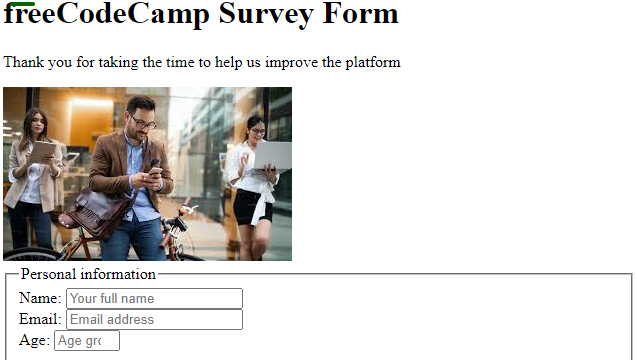 freeCodeCamp Survey Form
Thank you for taking the time to help us improve the platform
Personal information
Name: Your full name
Email: Email address
Age: Age gro